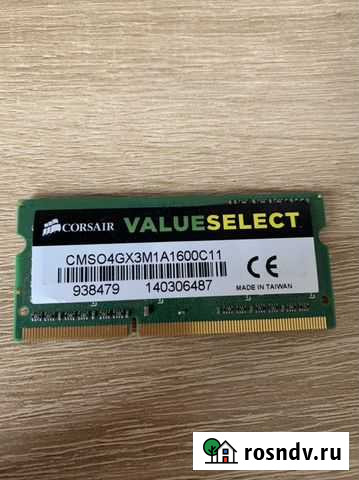 CORSAIR VALUESELECT
CMSO4GX3M1A1600C11
938479 140306487
CE
MADE IN TAIWAN
rosndv.ru